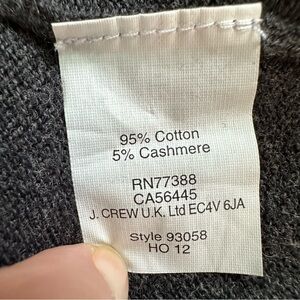 95% Cotton
5% Cashmere
RN77388
CA56445
J. CREW U.K. Ltd EC4V 6JA
Style 93058
HO 12